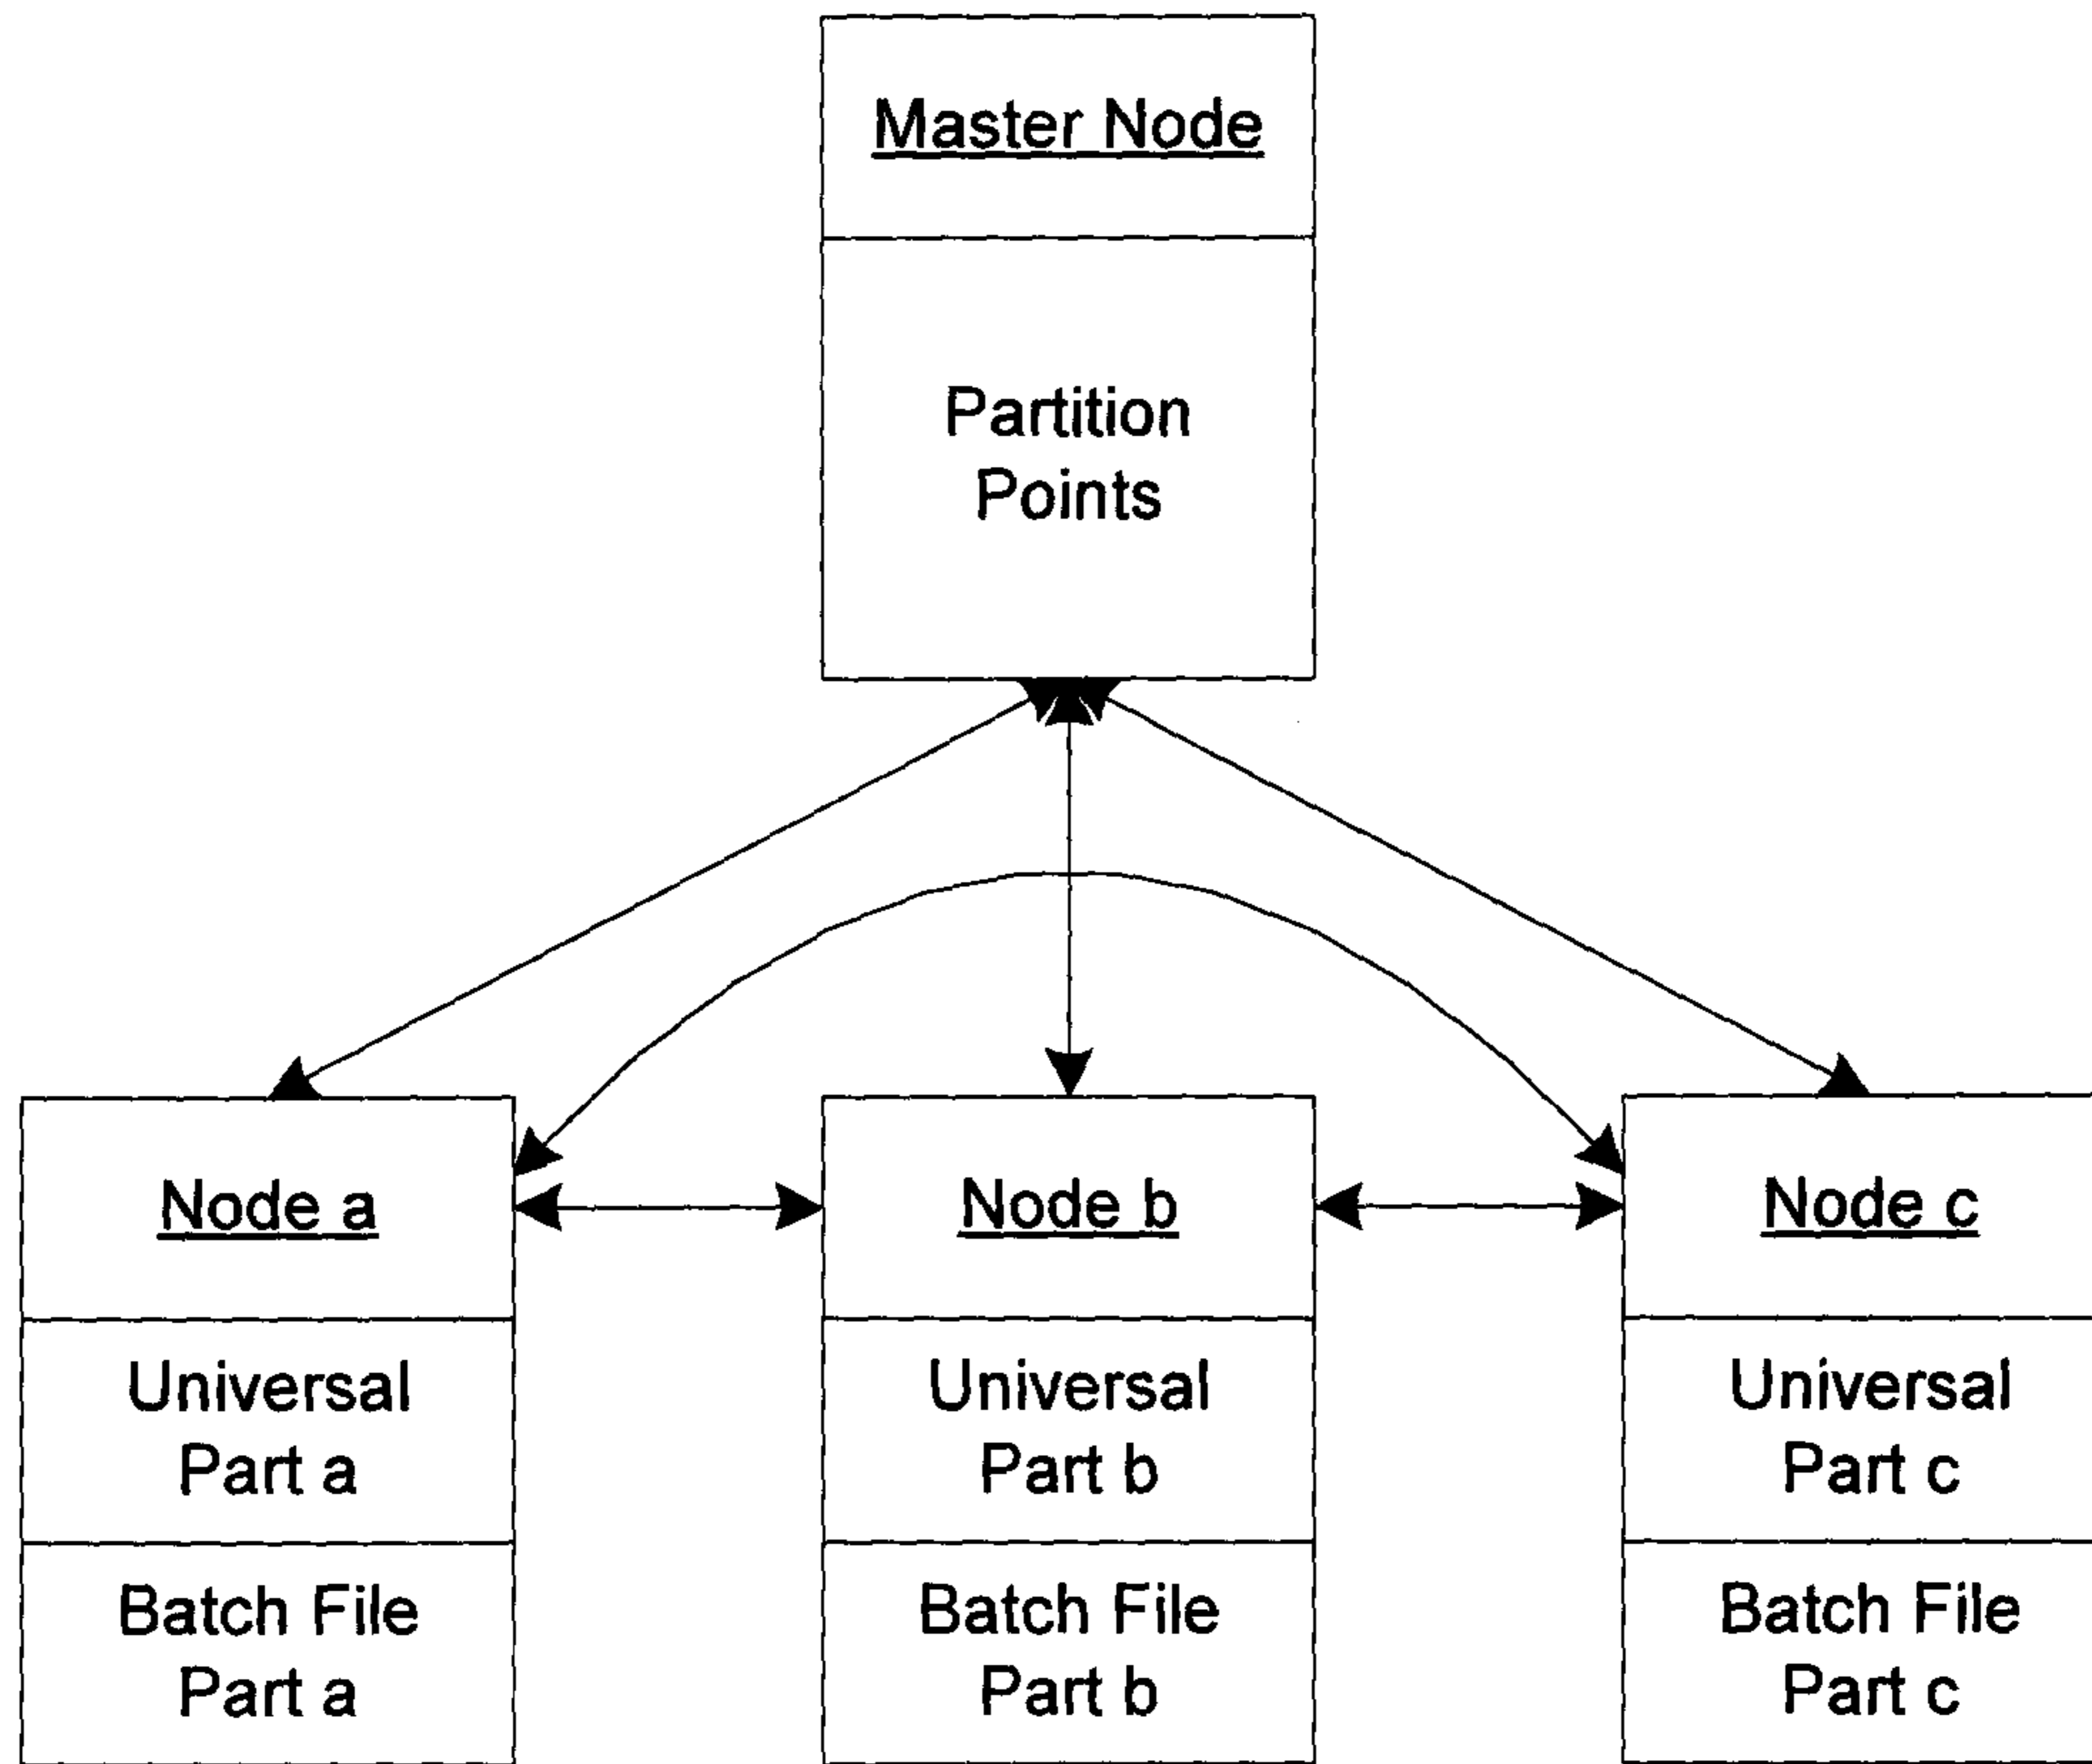 Master Node
Partition
Points
Node a
Node b
Node c
Universal
Part a
Universal
Part b
Universal
Part c
Batch File
Part a
Batch File
Part b
Batch File
Part c